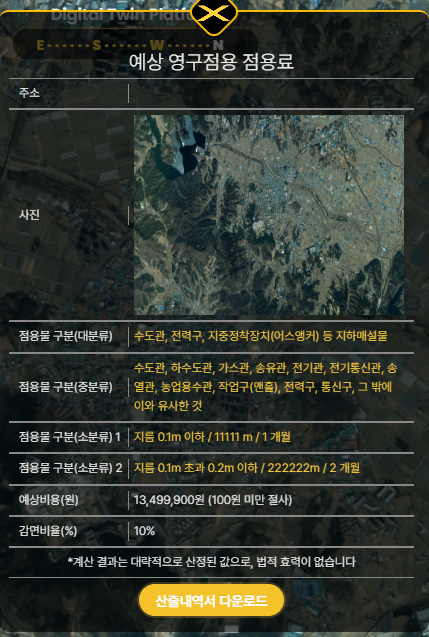 Digital Twin Platf
E S W N
예상 영구점용 점용료
주소
사진
점용물 구분(대분류) 수도관, 전력구, 지중정착장치(어스앵커) 등 지하매설물
점용물 구분(중분류) 수도관, 하수도관, 가스관, 송유관, 전기관, 전기통신관, 송
열관, 농업용수관, 작업구(맨홀), 전력구, 통신구, 그 밖에
이와 유사한 것
점용물 구분(소분류) 1 지름 0.1m 이하 / 11111 m / 1 개월
점용물 구분(소분류) 2 지름 0.1m 초과 0.2m 이하 / 222222m / 2 개월
예상비용(원) 13,499,900원 (100원 미만 절사)
감면비율(%) 10%
*계산 결과는 대략적으로 산정된 값으로, 법적 효력이 없습니다
산출내역서 다운로드